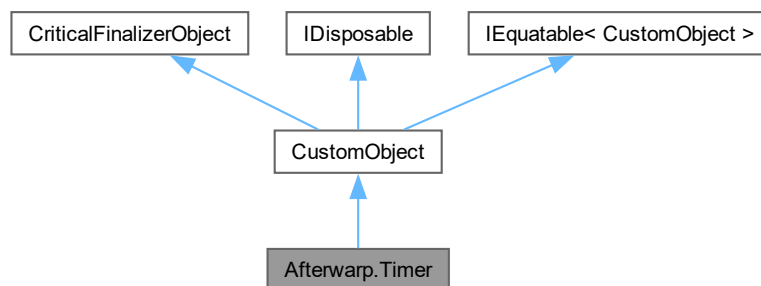 CriticalFinalizerObject
IDisposable
IEquatable< CustomObject >
CustomObject
Afterwarp.Timer